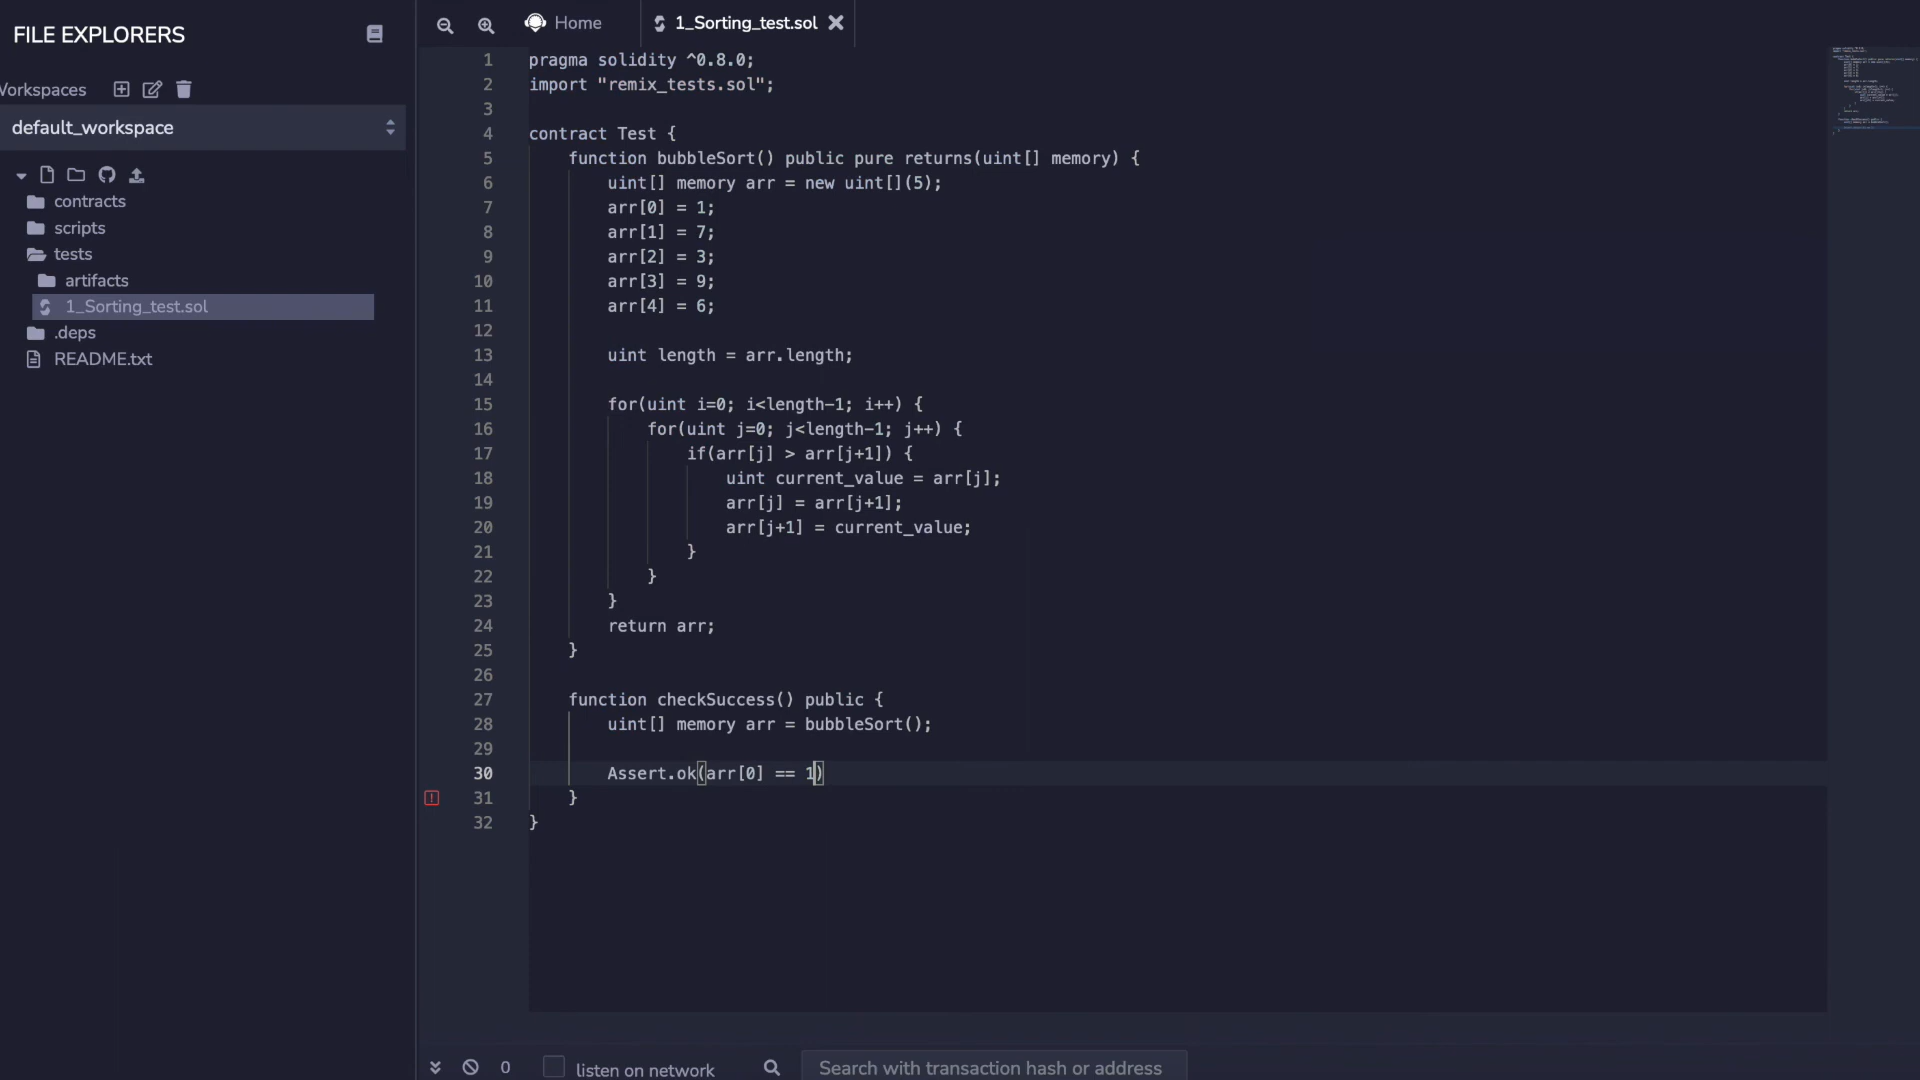 FILE EXPLORERS
Workspaces
default_workspace
contracts
scripts
tests
artifacts
1_Sorting_test.sol
.deps
README.txt
Home
1_Sorting_test.sol
1 pragma solidity ^0.8.0;
2 import "remix_tests.sol";
3
4 contract Test {
5 function bubbleSort() public pure returns(uint[] memory) {
6 uint[] memory arr = new uint[](5);
7 arr[0] = 1;
8 arr[1] = 7;
9 arr[2] = 3;
10 arr[3] = 9;
11 arr[4] = 6;
12
13 uint length = arr.length;
14
15 for(uint i=0; i<length-1; i++) {
16 for(uint j=0; j<length-1; j++) {
17 if(arr[j] > arr[j+1]) {
18 uint current_value = arr[j];
19 arr[j] = arr[j+1];
20 arr[j+1] = current_value;
21 }
22 }
23 }
24 return arr;
25 }
26
27 function checkSuccess() public {
28 uint[] memory arr = bubbleSort();
29
30 Assert.ok(arr[0] == 1)
31 }
32 }
0
listen on network
Search with transaction hash or address